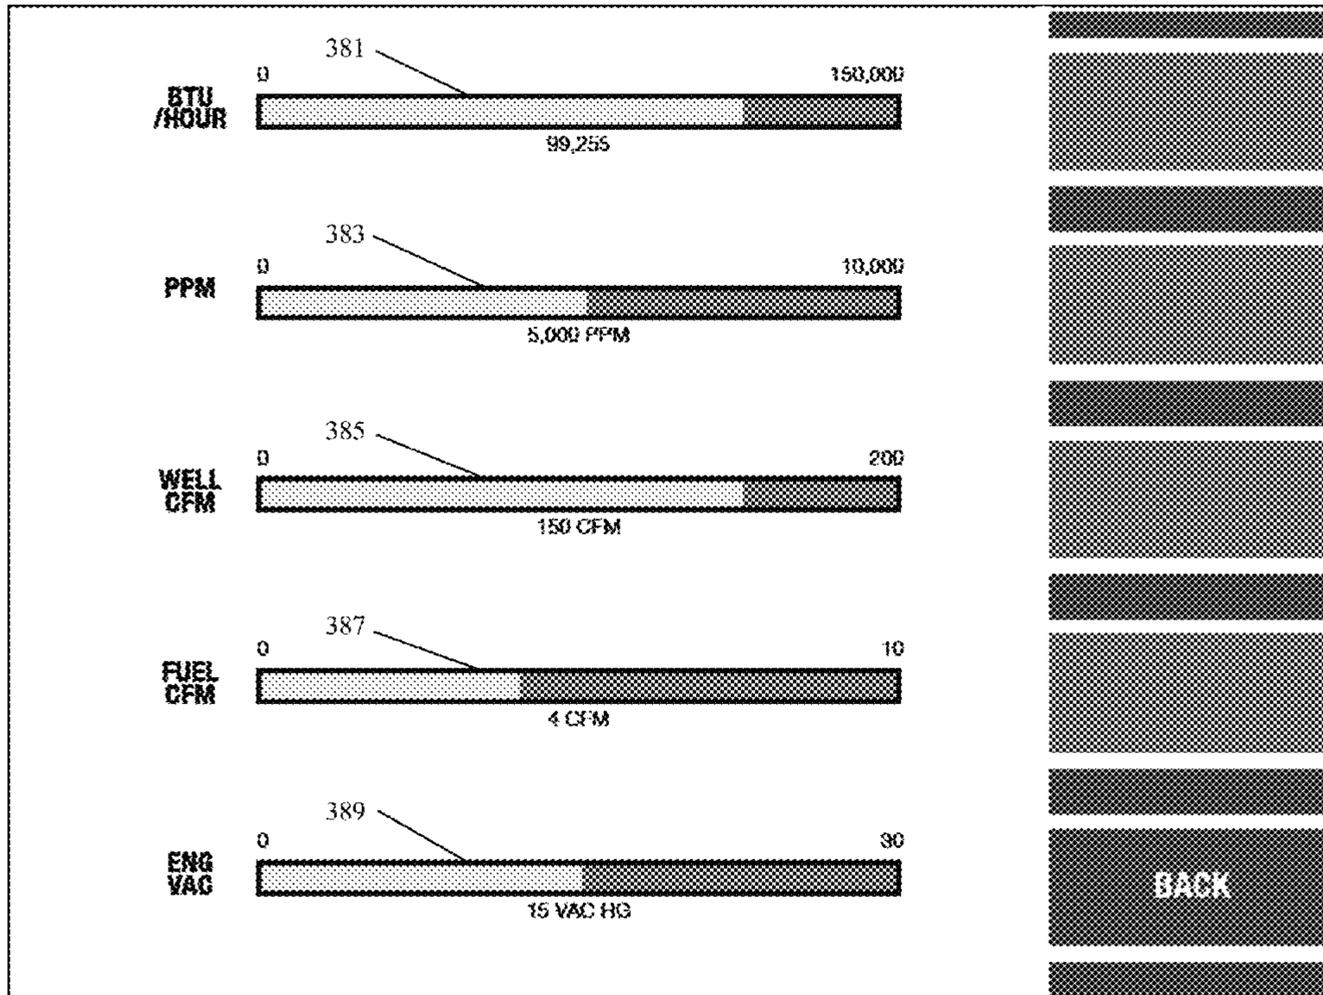 381
0 150,000
BTU
/HOUR
99,255
383
0 10,000
PPM
5,000 PPM
385
0 200
WELL
CFM
150 CFM
387
0 10
FUEL
CFM
4 CFM
389
0 30
ENG
VAC
15 VAC HG
BACK